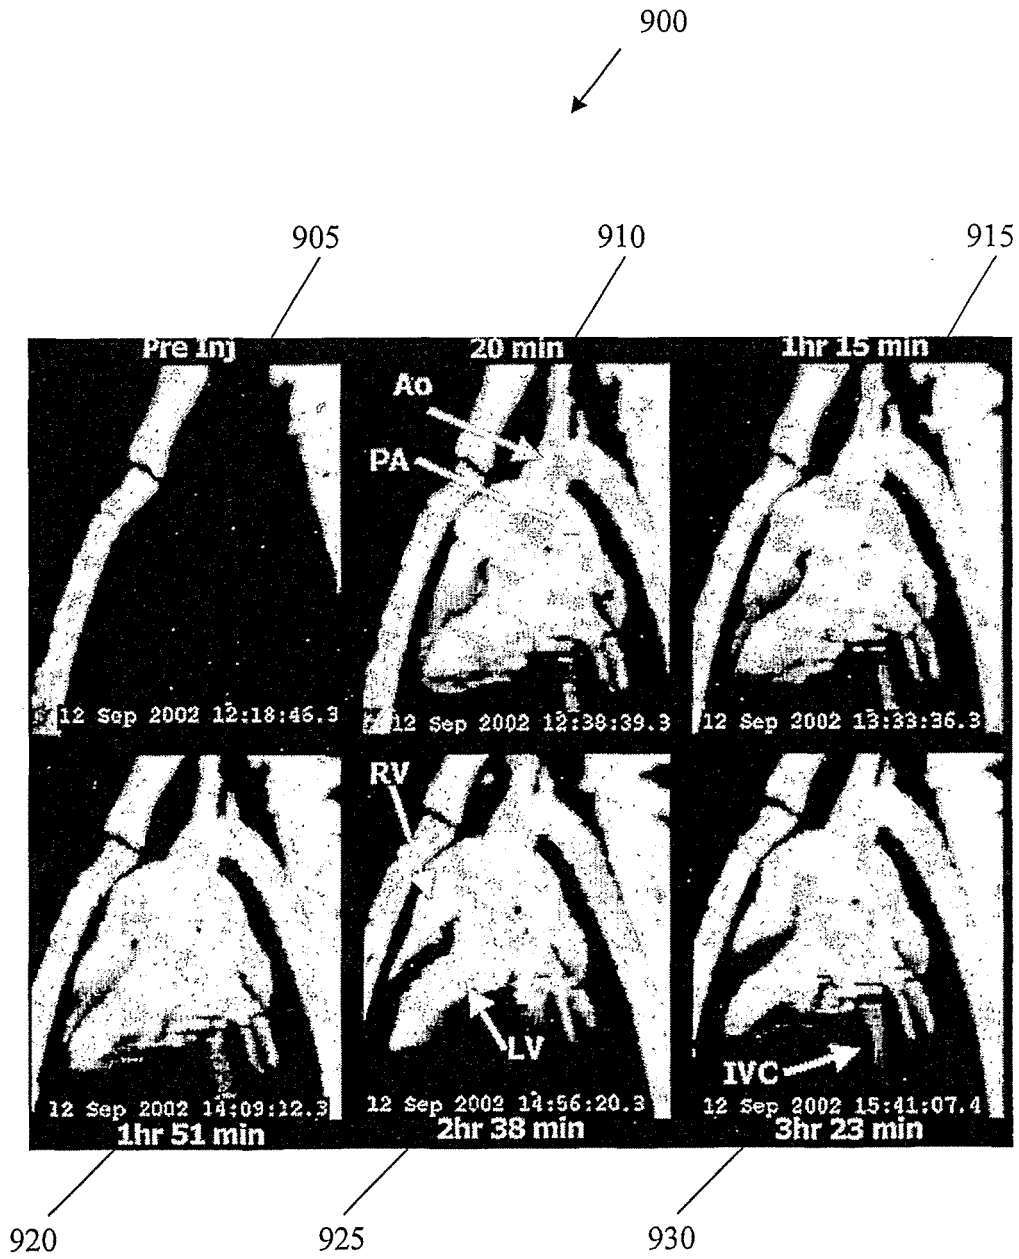 900
905
910
915
Pre Inj
20 min
1hr 15 min
Ao
PA
12 Sep 2002 12:18:46.3
12 Sep 2002 12:38:39.3
12 Sep 2002 13:33:36.3
RV
LV
IVC
12 Sep 2002 14:09:12.3
12 Sep 2002 14:56:20.3
12 Sep 2002 15:41:07.4
1hr 51 min
2hr 38 min
3hr 23 min
920
925
930